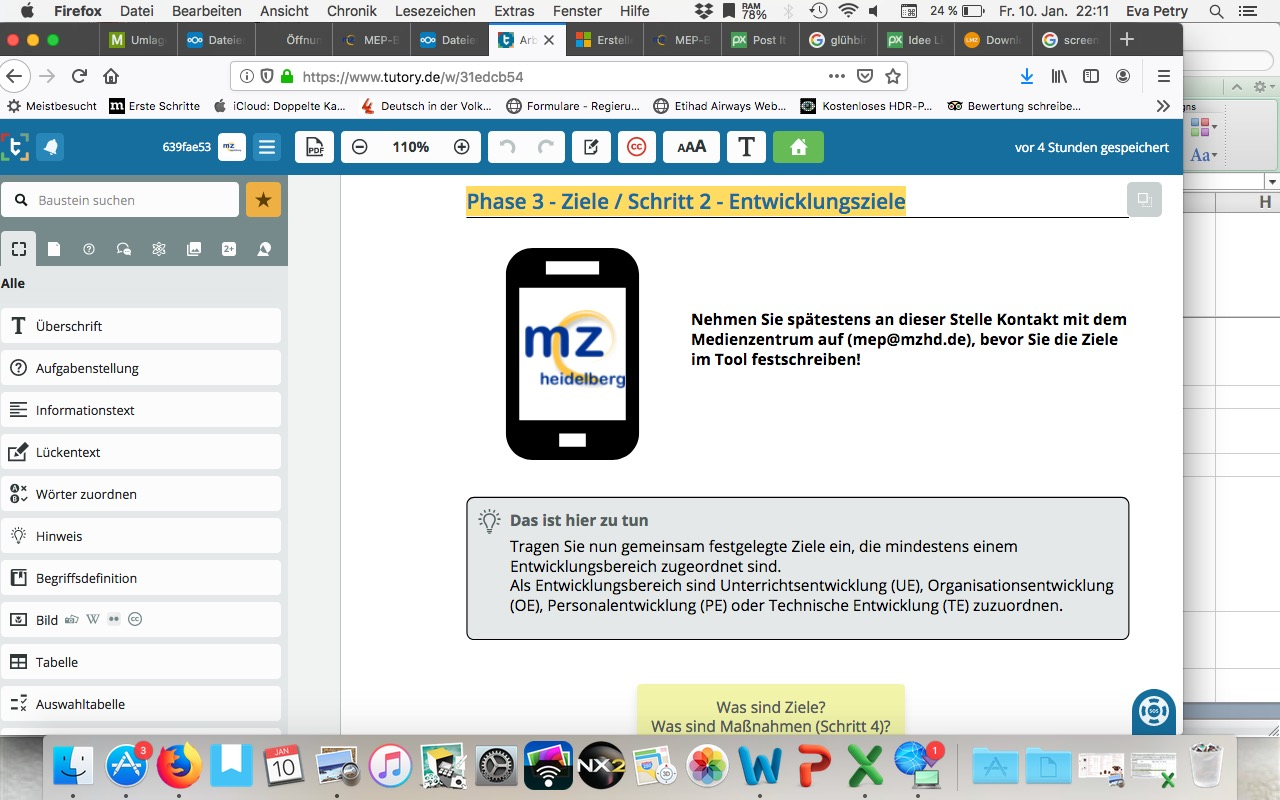 Firefox Datei Bearbeiten Ansicht Chronik Lesezeichen Extras Fenster Hilfe RAM 78% 24 % Fr. 10. Jan. 22:11 Eva Petry
Umlag Dateie Öffnun MEP-E Dateie Arb Erstelle MEP-E Post It glühbir Idee Li Downl screen
https://www.tutory.de/w/31edcb54
Meistbesucht Erste Schritte iCloud: Doppelte Ka... Deutsch in der Volk... Formulare - Regieru... Etihad Airways Web... Kostenloses HDR-P... Bewertung schreibe...
639fae53 mz PDF 110% cc AAA T vor 4 Stunden gespeichert
Baustein suchen
2+
Alle
Überschrift
Aufgabenstellung
Informationstext
Lückentext
Wörter zuordnen
Hinweis
Begriffsdefinition
Bild
Tabelle
Auswahltabelle
Phase 3 - Ziele / Schritt 2 - Entwicklungsziele
mz
heidelberg
Nehmen Sie spätestens an dieser Stelle Kontakt mit dem
Medienzentrum auf (mep@mzhd.de), bevor Sie die Ziele
im Tool festschreiben!
Das ist hier zu tun
Tragen Sie nun gemeinsam festgelegte Ziele ein, die mindestens einem
Entwicklungsbereich zugeordnet sind.
Als Entwicklungsbereich sind Unterrichtsentwicklung (UE), Organisationsentwicklung
(OE), Personalentwicklung (PE) oder Technische Entwicklung (TE) zuzuordnen.
Was sind Ziele?
Was sind Maßnahmen (Schritt 4)?
SOS
Aa
H
3 JAN 10 NX2 3D 1